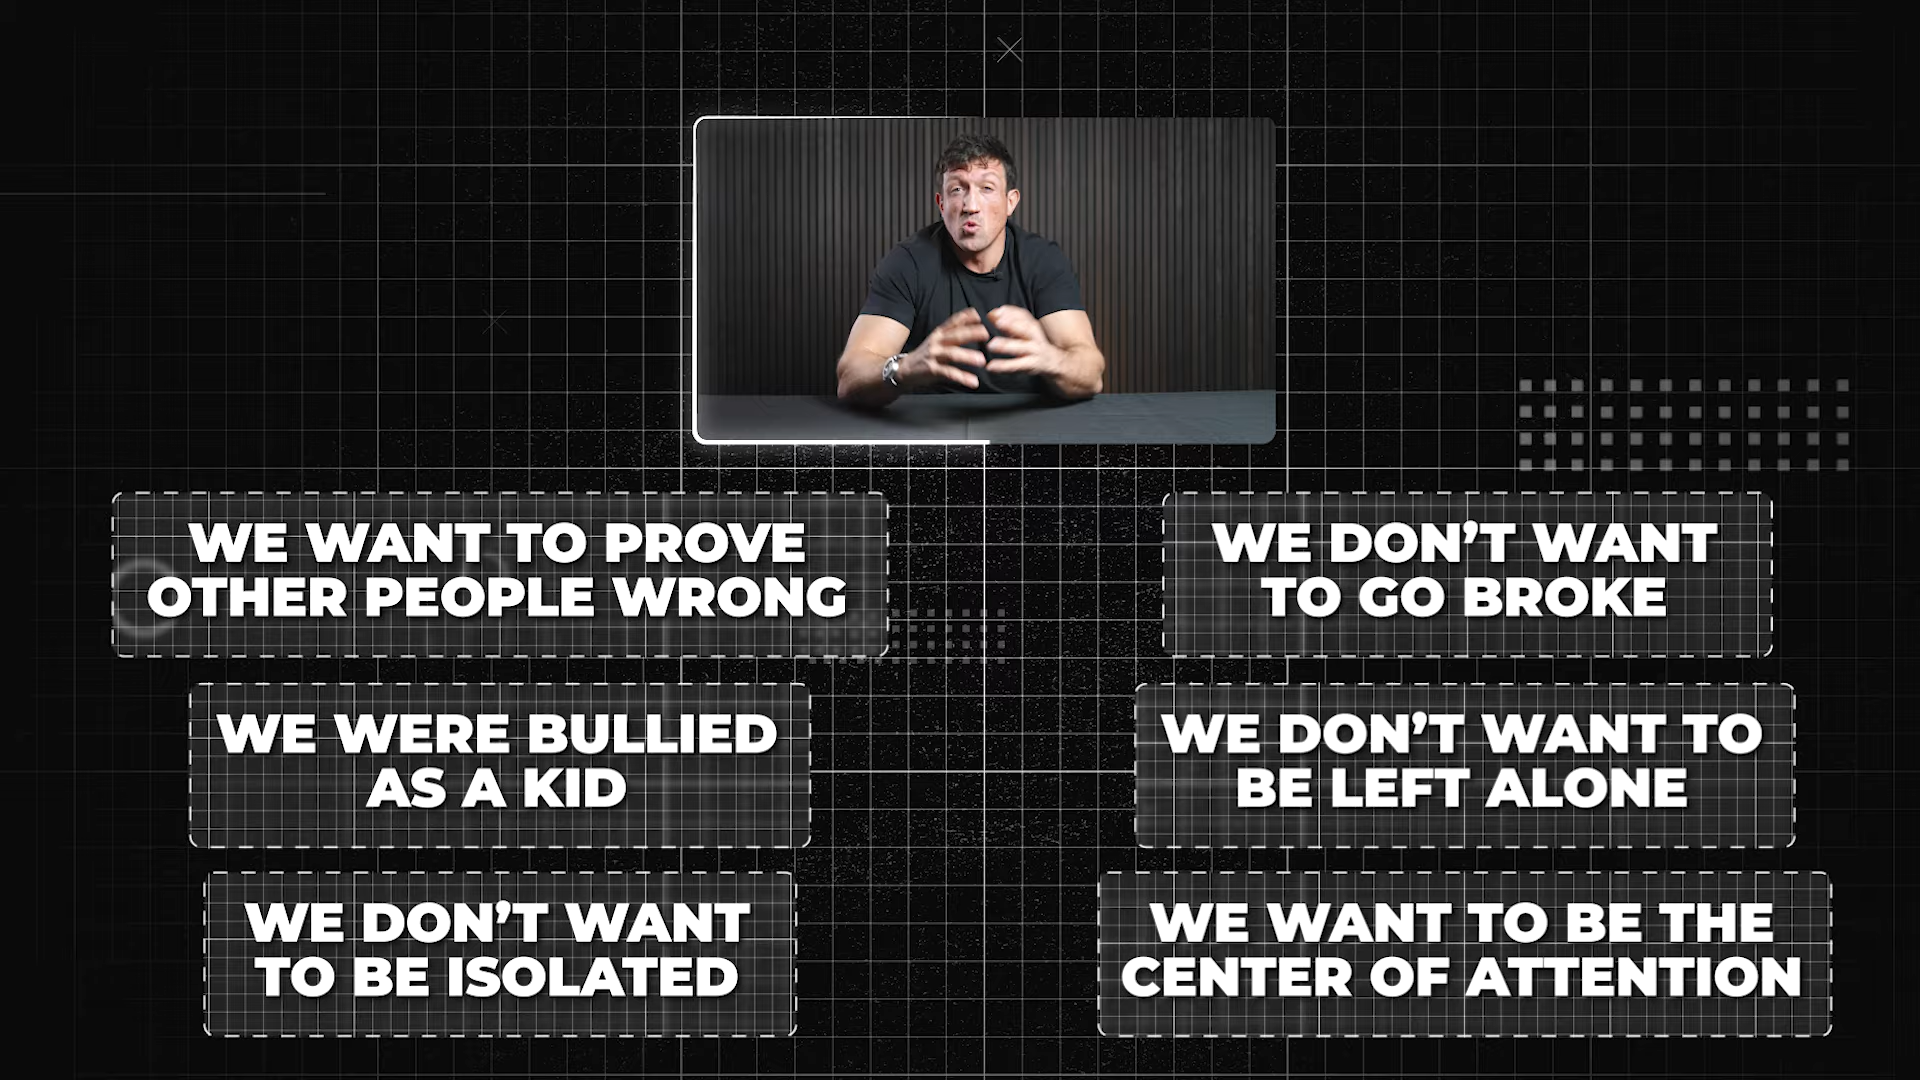 WE WANT TO PROVE
OTHER PEOPLE WRONG
WE WERE BULLIED
AS A KID
WE DON’T WANT
TO BE ISOLATED
WE DON’T WANT
TO GO BROKE
WE DON’T WANT TO
BE LEFT ALONE
WE WANT TO BE THE
CENTER OF ATTENTION